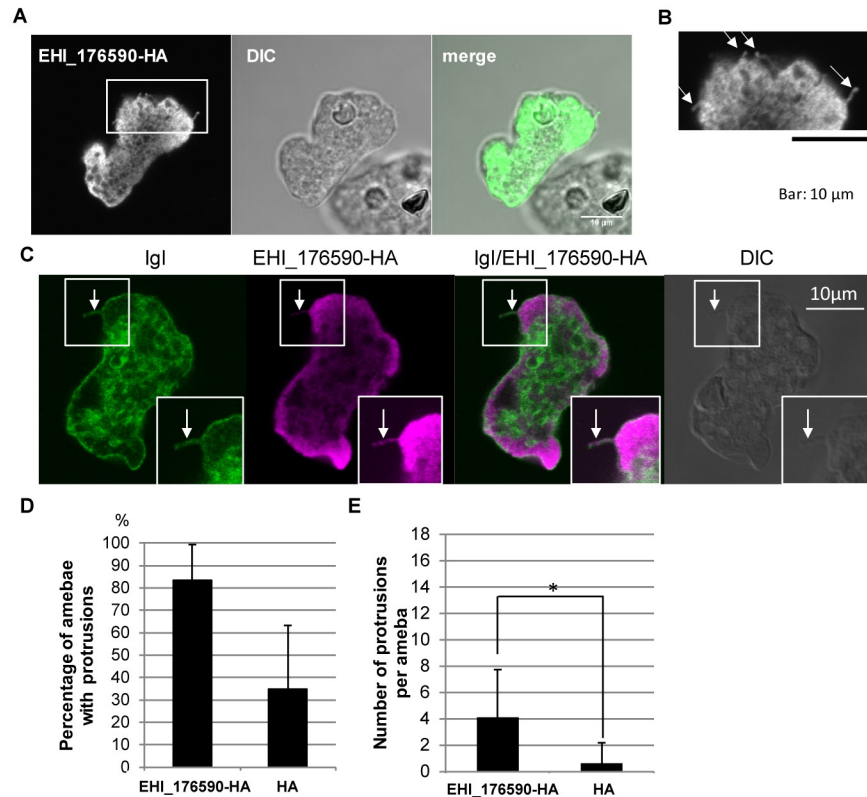 A
EHI_176590-HA
DIC
merge
10 µm
B
Bar: 10 µm
C
IgI
EHI_176590-HA
IgI/EHI_176590-HA
DIC
10µm
D
%
Percentage of amebae
with protrusions
100
90
80
70
60
50
40
30
20
10
0
EHI_176590-HA
HA
E
Number of protrusions
per ameba
18
16
14
12
10
8
6
4
2
0
*
EHI_176590-HA
HA